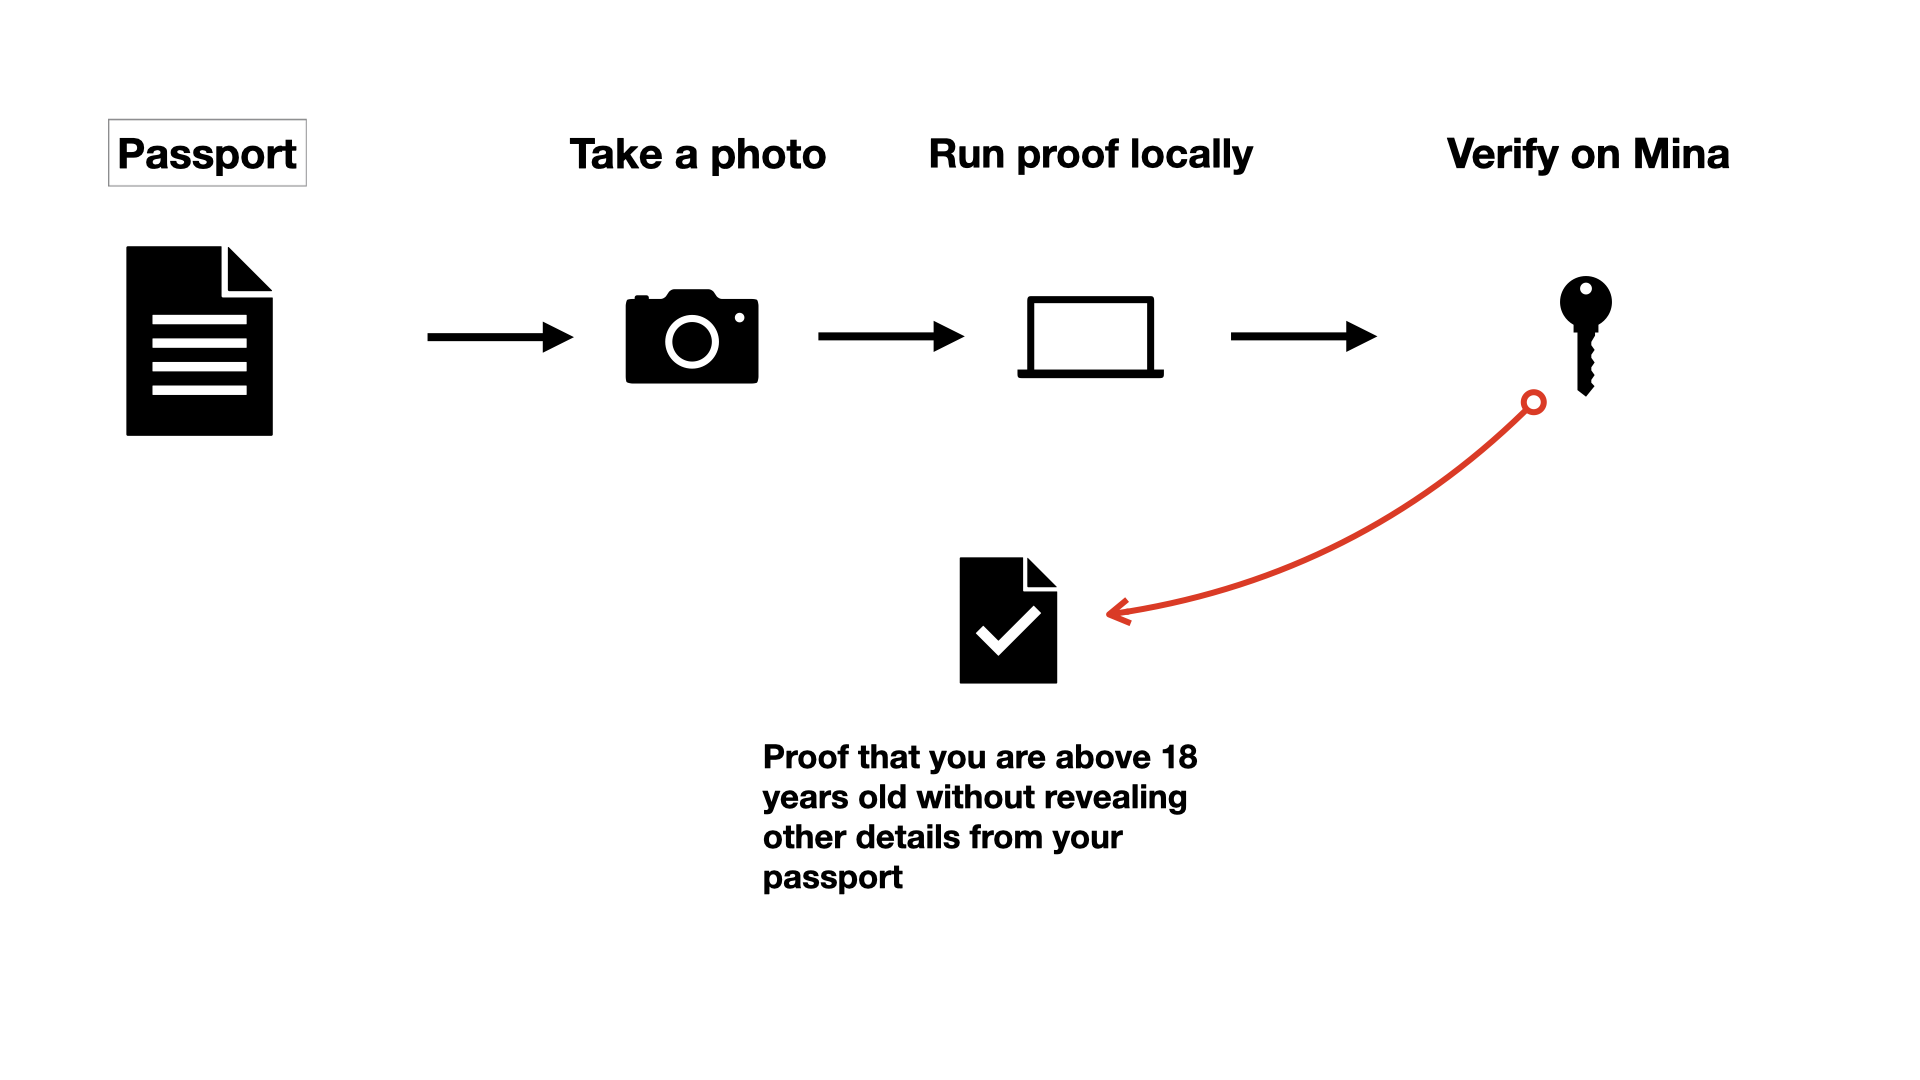 Passport
Take a photo
Run proof locally
Verify on Mina
Proof that you are above 18
years old without revealing
other details from your
passport